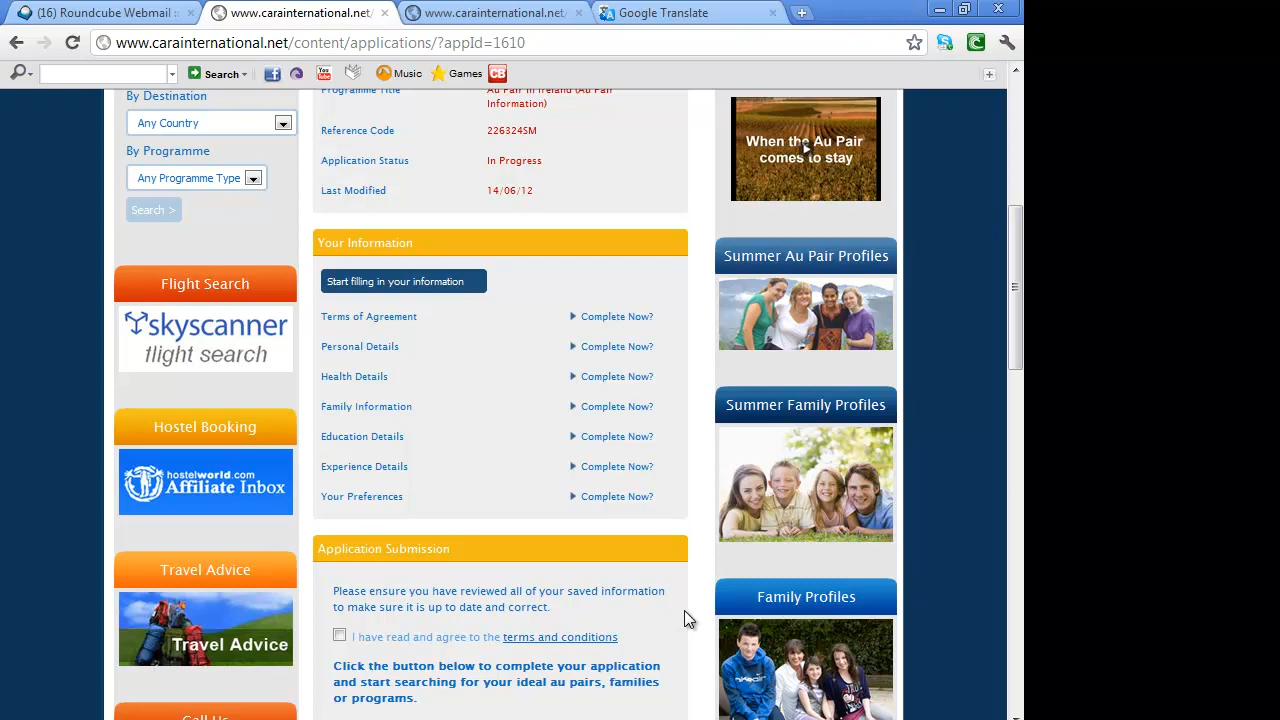 (16) Roundcube Webmail ::
www.carainternational.net/
www.carainternational.net/
Google Translate
www.carainternational.net/content/applications/?appId=1610
Search
You Tube
Music
Games
CB
By Destination
Any Country
By Programme
Any Programme Type
Search >
Flight Search
skyscanner
flight search
Hostel Booking
hostelworld.com
Affiliate Inbox
Travel Advice
Travel Advice
Call Us
Programme Title
Au Pair In Ireland (Au Pair
Information)
Reference Code
226324SM
Application Status
In Progress
Last Modified
14/06/12
Your Information
Start filling in your information
Terms of Agreement
Complete Now?
Personal Details
Complete Now?
Health Details
Complete Now?
Family Information
Complete Now?
Education Details
Complete Now?
Experience Details
Complete Now?
Your Preferences
Complete Now?
Application Submission
Please ensure you have reviewed all of your saved information
to make sure it is up to date and correct.
I have read and agree to the terms and conditions
Click the button below to complete your application
and start searching for your ideal au pairs, families
or programs.
When the Au Pair
comes to stay
Summer Au Pair Profiles
Summer Family Profiles
Family Profiles